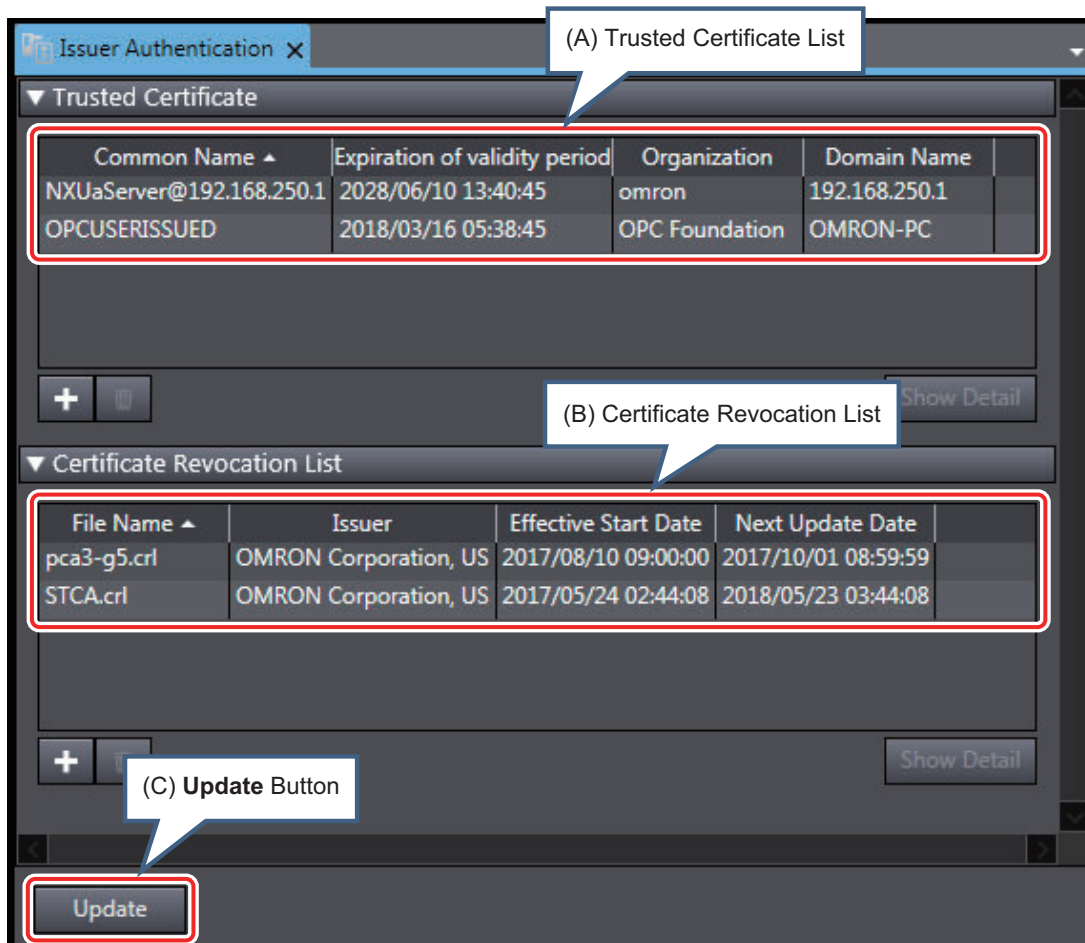 Issuer Authentication
(A) Trusted Certificate List
Trusted Certificate
Common Name Expiration of validity period Organization Domain Name
NXUaServer@192.168.250.1 2028/06/10 13:40:45 omron 192.168.250.1
OPCUSERISSUED 2018/03/16 05:38:45 OPC Foundation OMRON-PC
Show Detail
(B) Certificate Revocation List
Certificate Revocation List
File Name Issuer Effective Start Date Next Update Date
pca3-g5.crl OMRON Corporation, US 2017/08/10 09:00:00 2017/10/01 08:59:59
STCA.crl OMRON Corporation, US 2017/05/24 02:44:08 2018/05/23 03:44:08
Show Detail
(C) Update Button
Update